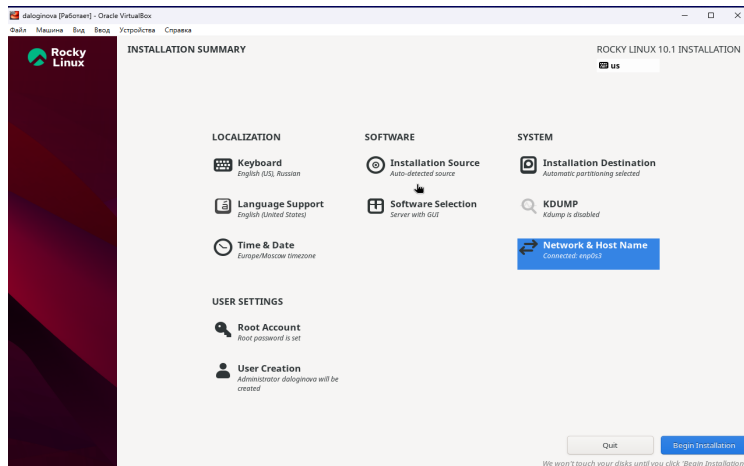 daloginova [Работает] - Oracle VirtualBox
Файл Машина Вид Ввод Устройства Справка
Rocky
Linux
INSTALLATION SUMMARY
ROCKY LINUX 10.1 INSTALLATION
us
LOCALIZATION
SOFTWARE
SYSTEM
Keyboard
English (US), Russian
Installation Source
Auto-detected source
Installation Destination
Automatic partitioning selected
Language Support
English (United States)
Software Selection
Server with GUI
KDUMP
Kdump is disabled
Time & Date
Europe/Moscow timezone
Network & Host Name
Connected: enp0s3
USER SETTINGS
Root Account
Root password is set
User Creation
Administrator daloginova will be
created
Quit
Begin Installation
We won't touch your disks until you click 'Begin Installation